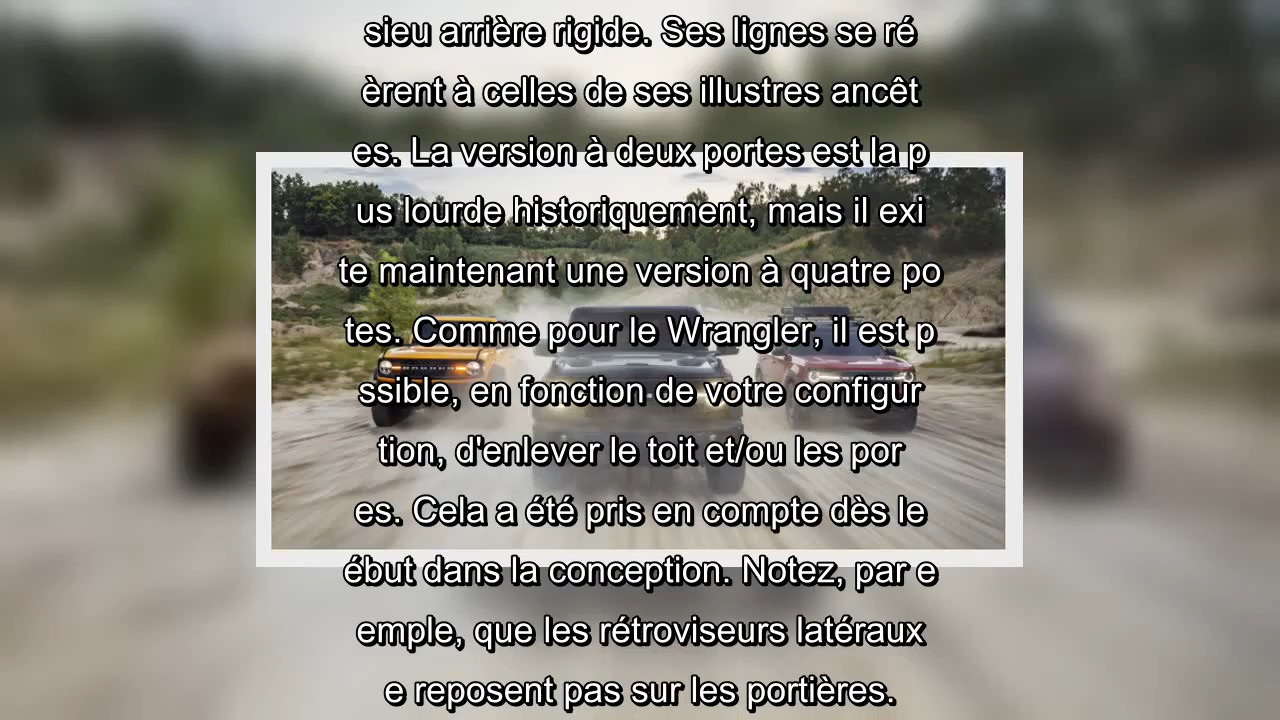 sieu arrière rigide. Ses lignes se ré
èrent à celles de ses illustres ancêt
es. La version à deux portes est la p
us lourde historiquement, mais il exi
te maintenant une version à quatre po
tes. Comme pour le Wrangler, il est p
ssible, en fonction de votre configur
tion, d'enlever le toit et/ou les por
es. Cela a été pris en compte dès le
ébut dans la conception. Notez, par e
emple, que les rétroviseurs latéraux
e reposent pas sur les portières.